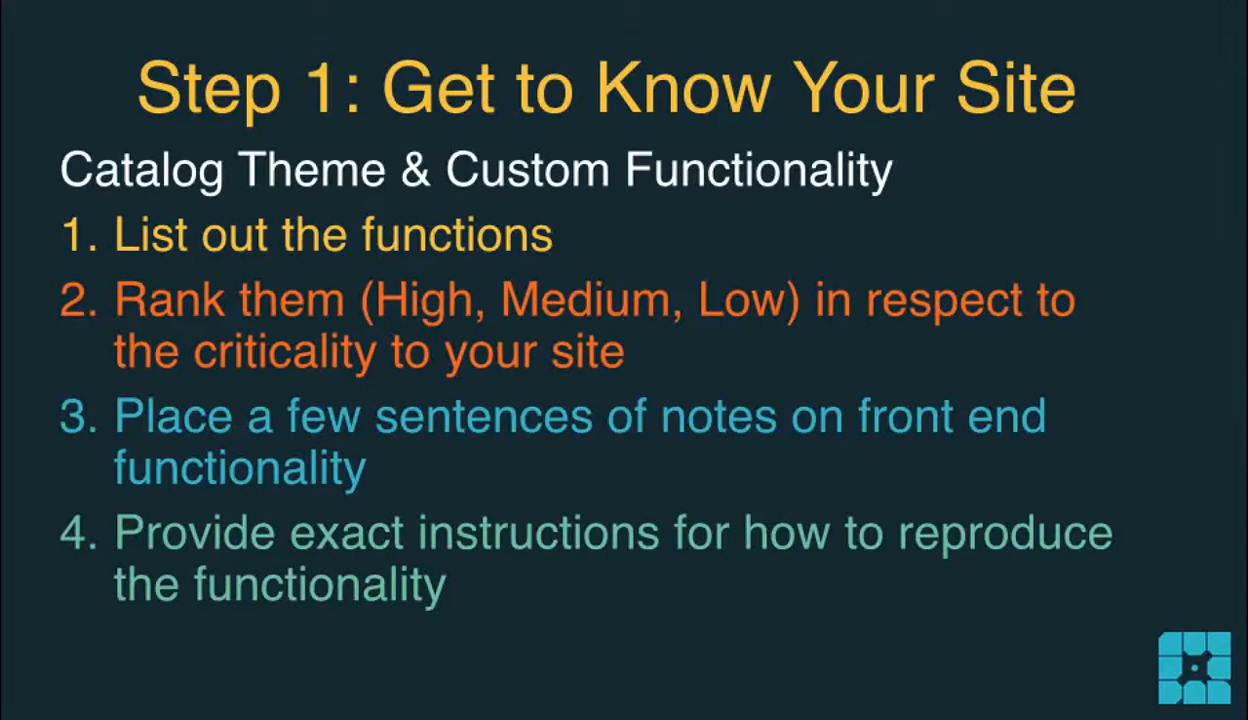 Step 1: Get to Know Your Site
Catalog Theme & Custom Functionality
1. List out the functions
2. Rank them (High, Medium, Low) in respect to
the criticality to your site
3. Place a few sentences of notes on front end
functionality
4. Provide exact instructions for how to reproduce
the functionality